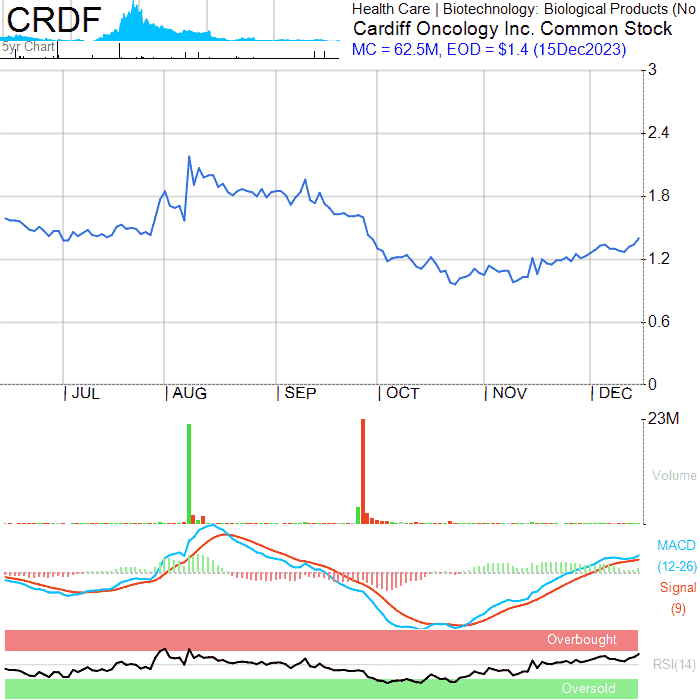 CRDF
5yr Chart
Health Care | Biotechnology: Biological Products (No
Cardiff Oncology Inc. Common Stock
MC = 62.5M, EOD = $1.4 (15Dec2023)
3
2.4
1.8
1.2
0.6
0
| JUL | AUG | SEP | OCT | NOV | DEC
23M
Volume
MACD
(12-26)
Signal
(9)
Overbought
RSI(14)
Oversold